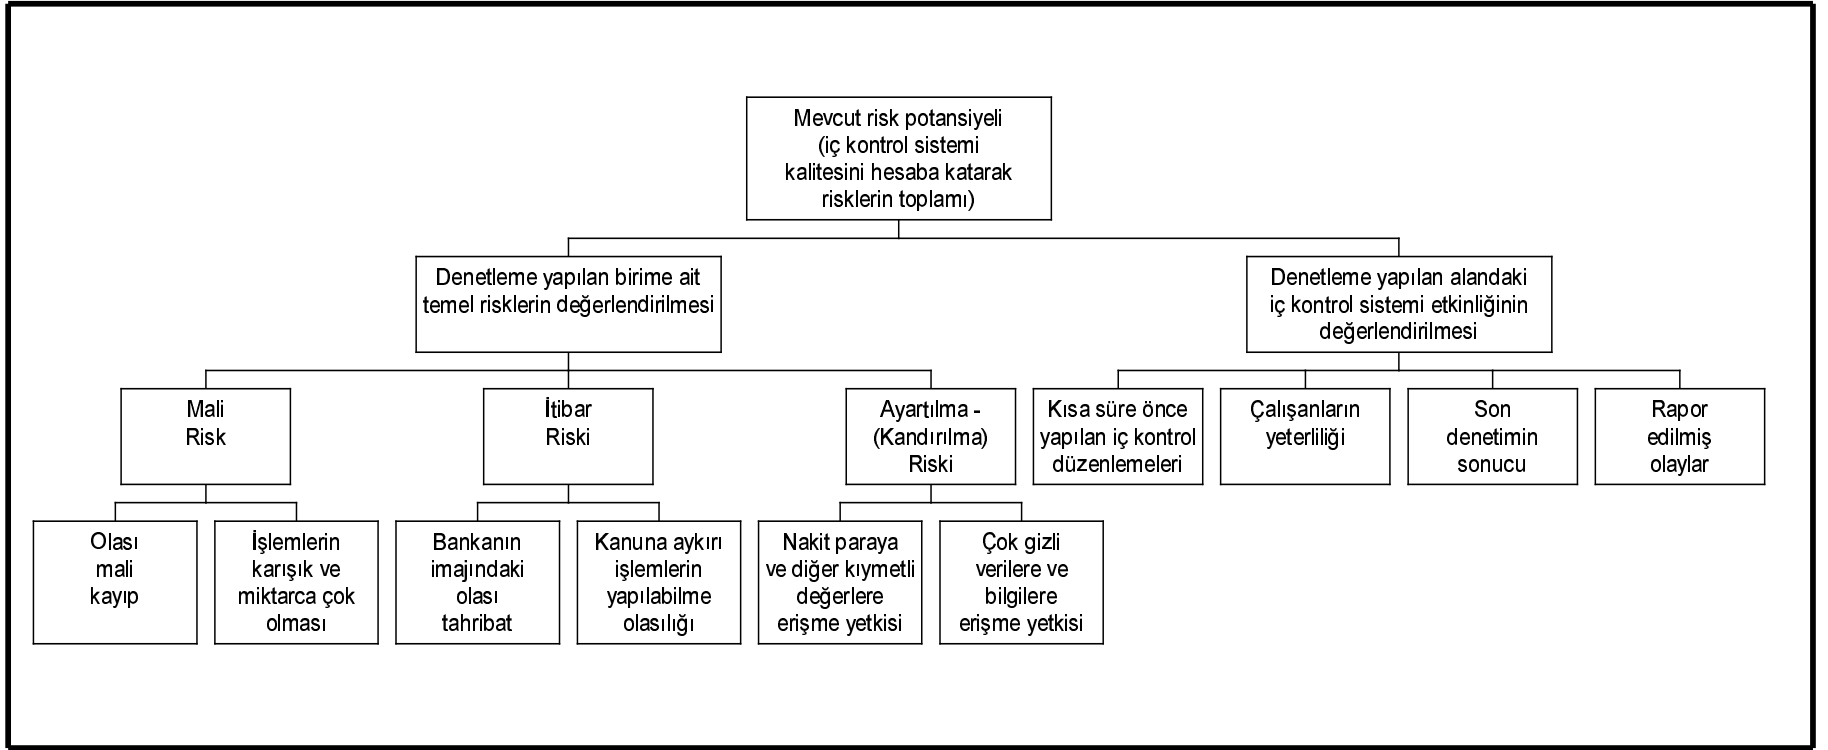 Mevcut risk potansiyeli
(iç kontrol sistemi
kalitesini hesaba katarak
risklerin toplamı)
Denetleme yapılan birime ait
temel risklerin değerlendirilmesi
Denetleme yapılan alandaki
iç kontrol sistemi etkinliğinin
değerlendirilmesi
Mali
Risk
İtibar
Riski
Ayartılma -
(Kandırılma)
Riski
Kısa süre önce
yapılan iç kontrol
düzenlemeleri
Çalışanların
yeterliliği
Son
denetimin
sonucu
Rapor
edilmiş
olaylar
Olası
mali
kayıp
İşlemlerin
karışık ve
miktarca çok
olması
Bankanın
imajındaki
olası
tahribat
Kanuna aykırı
işlemlerin
yapılabilme
olasılığı
Nakit paraya
ve diğer kıymetli
değerlere
erişme yetkisi
Çok gizli
verilere ve
bilgilere
erişme yetkisi